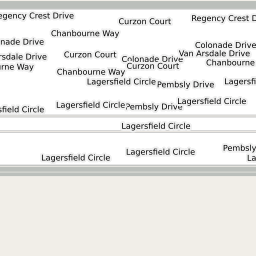 egency Crest Drive
Curzon Court
Regency Crest D
Chanbourne Way
nade Drive
Colonade Drive
rsdale Drive
Curzon Court
Colonade Drive
Van Arsdale Drive
rne Way
Curzon Court
Chanbourne
Chanbourne Way
Lagersfield Circle
Pembsly Drive
Lagersfi
sfield Circle
Lagersfield Circle
Pembsly Drive
Lagersfield Circle
Lagersfield Circle
Lagersfield Circle
Lagersfield Circle
Pembsly
La